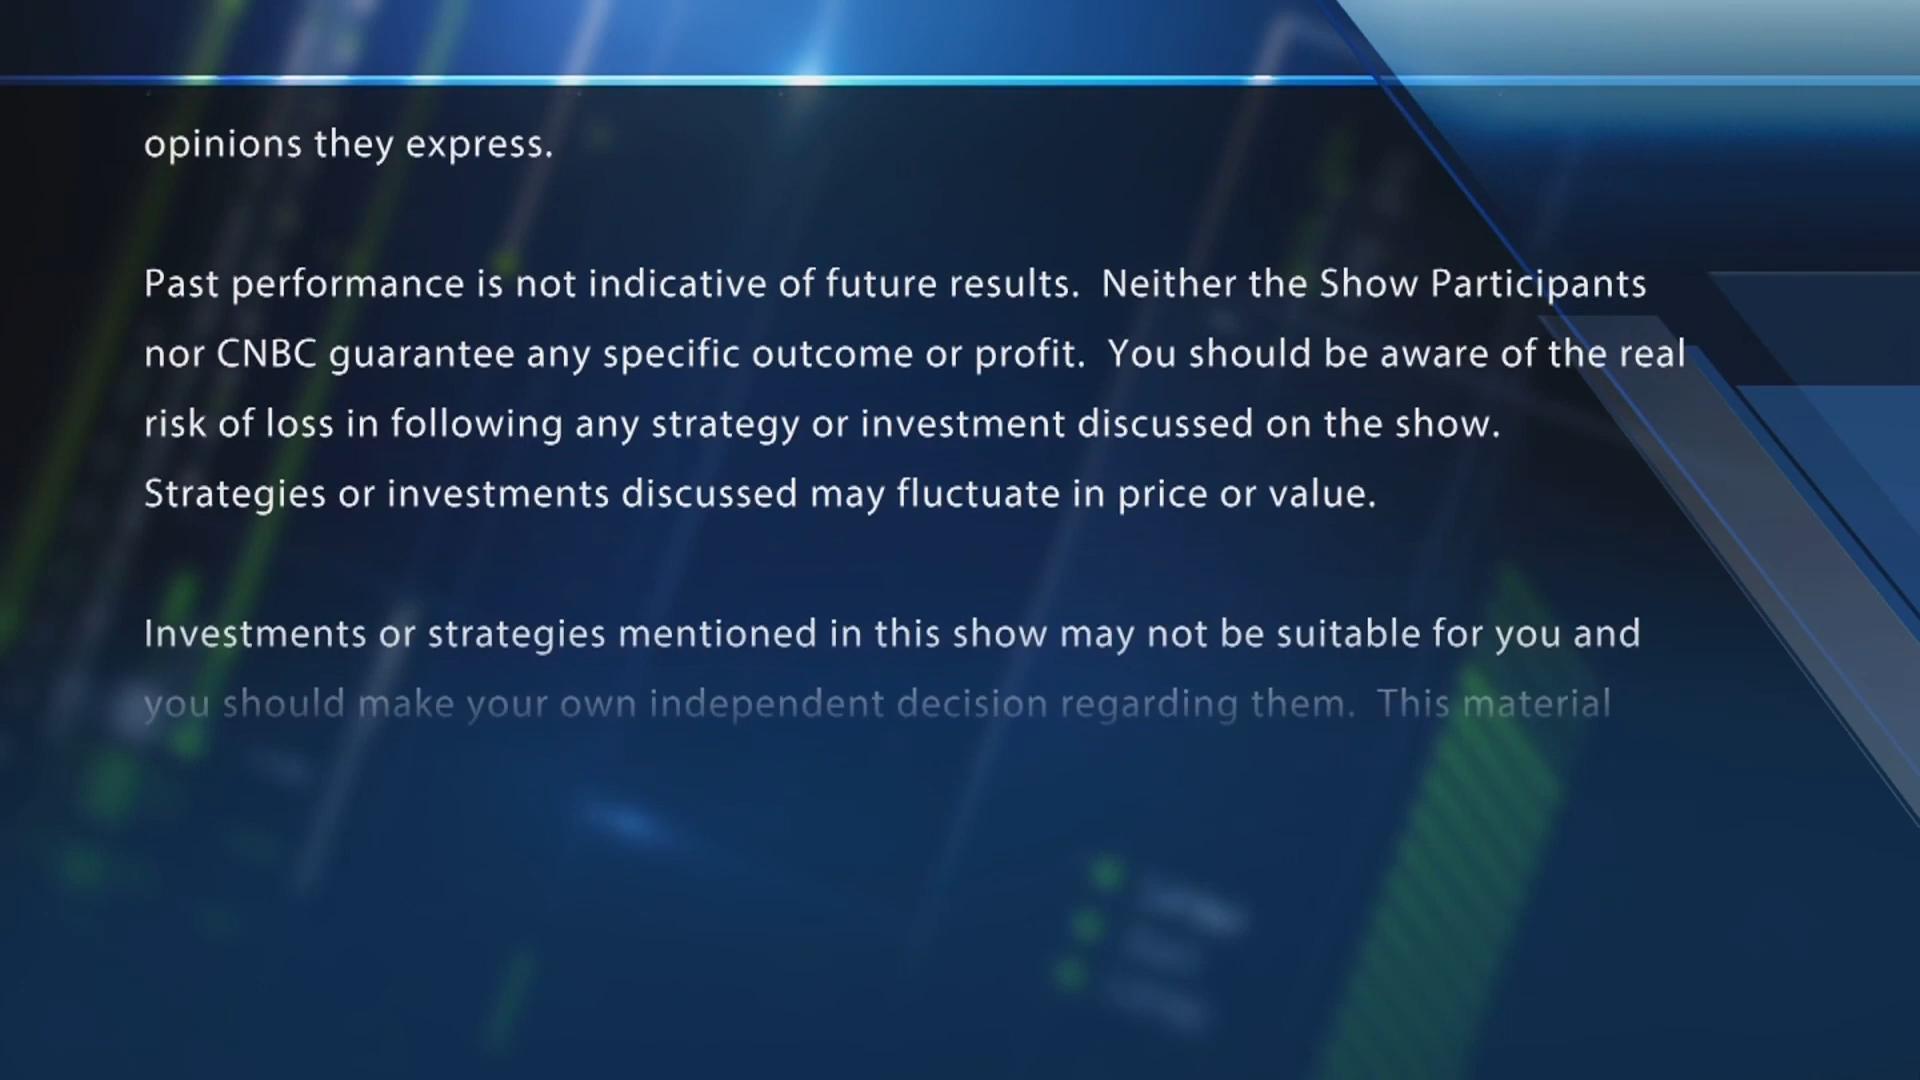 opinions they express.
Past performance is not indicative of future results.  Neither the Show Participants
nor CNBC guarantee any specific outcome or profit.  You should be aware of the real
risk of loss in following any strategy or investment discussed on the show.
Strategies or investments discussed may fluctuate in price or value.
Investments or strategies mentioned in this show may not be suitable for you and
you should make your own independent decision regarding them.  This material